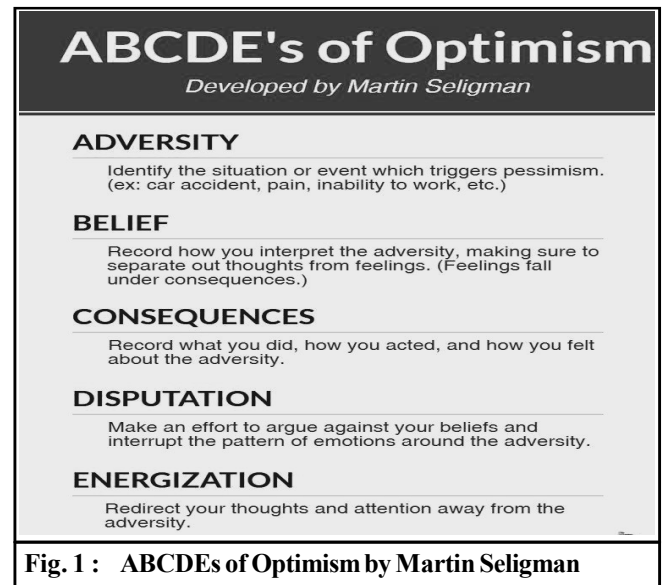 ABCDE's of Optimism
Developed by Martin Seligman
ADVERSITY
Identify the situation or event which triggers pessimism.
(ex: car accident, pain, inability to work, etc.)
BELIEF
Record how you interpret the adversity, making sure to
separate out thoughts from feelings. (Feelings fall
under consequences.)
CONSEQUENCES
Record what you did, how you acted, and how you felt
about the adversity.
DISPUTATION
Make an effort to argue against your beliefs and
interrupt the pattern of emotions around the adversity.
ENERGIZATION
Redirect your thoughts and attention away from the
adversity.
Fig. 1 : ABCDEs of Optimism by Martin Seligman